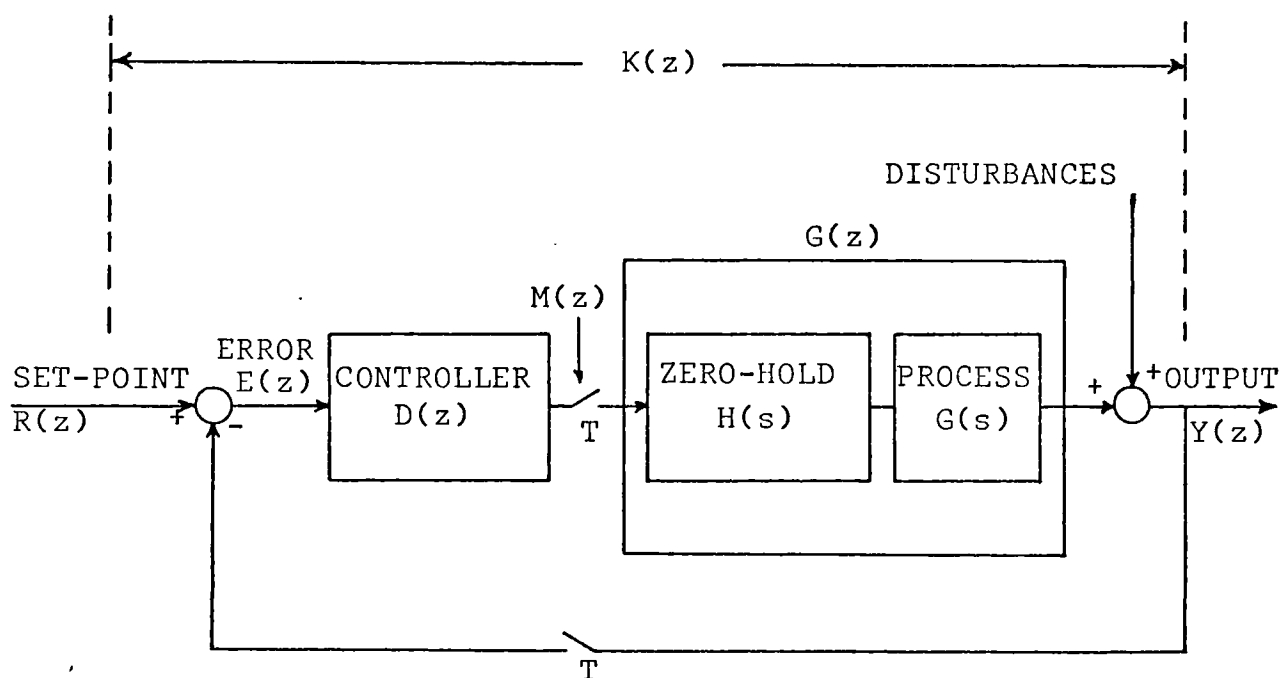 K(z)
DISTURBANCES
G(z)
M(z)
ERROR
E(z)
SET-POINT
R(z)
+
-
CONTROLLER
D(z)
T
ZERO-HOLD
H(s)
PROCESS
G(s)
+
+
OUTPUT
Y(z)
T